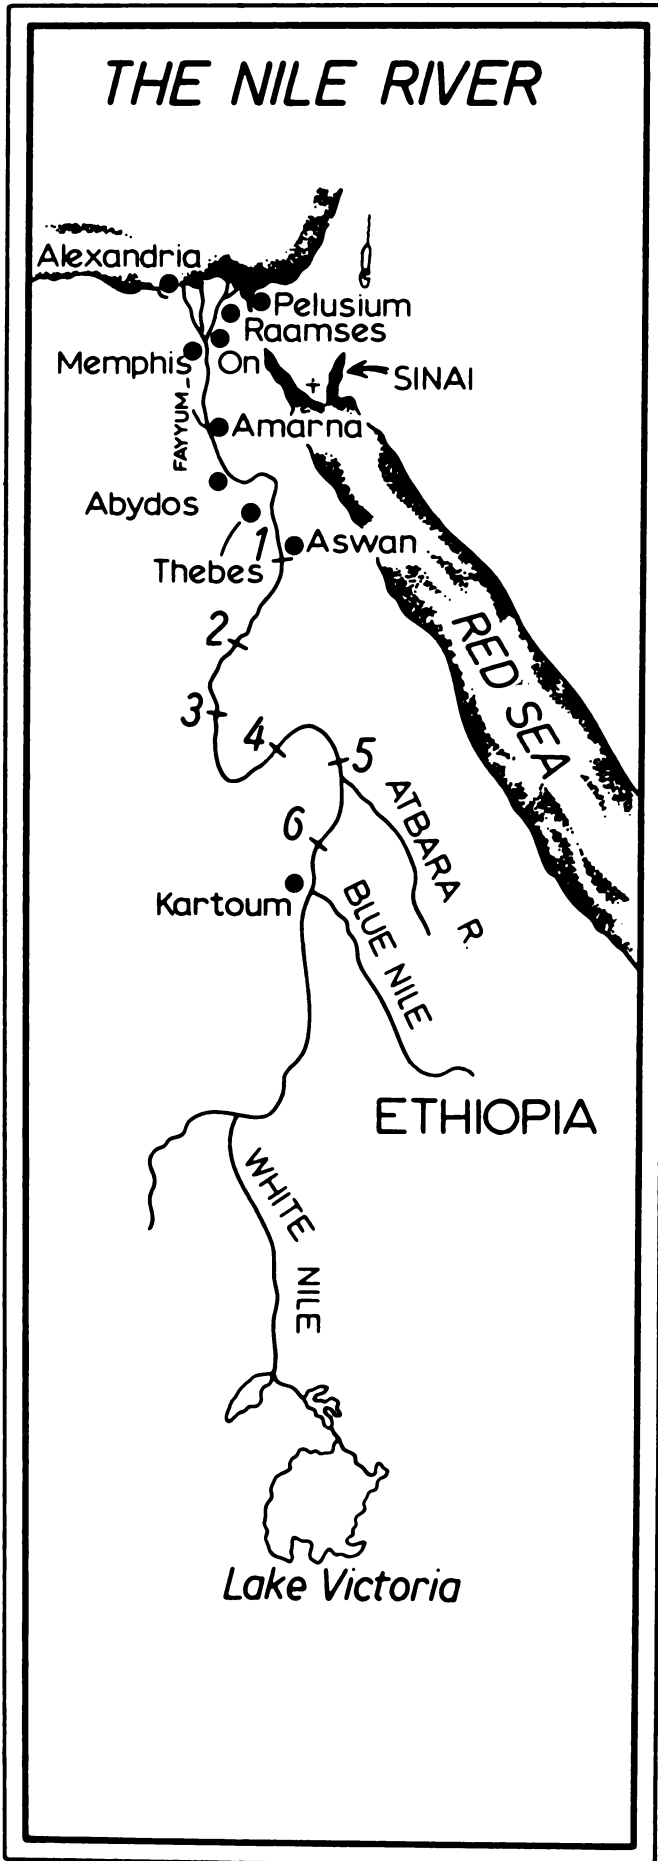 THE NILE RIVER
Alexandria
Pelusium
Raamses
Memphis
On
SINAI
FAYYUM
Amarna
Abydos
1
Aswan
Thebes
2
RED SEA
3
4
5
ATBARA R.
6
BLUE NILE
Kartoum
ETHIOPIA
WHITE NILE
Lake Victoria